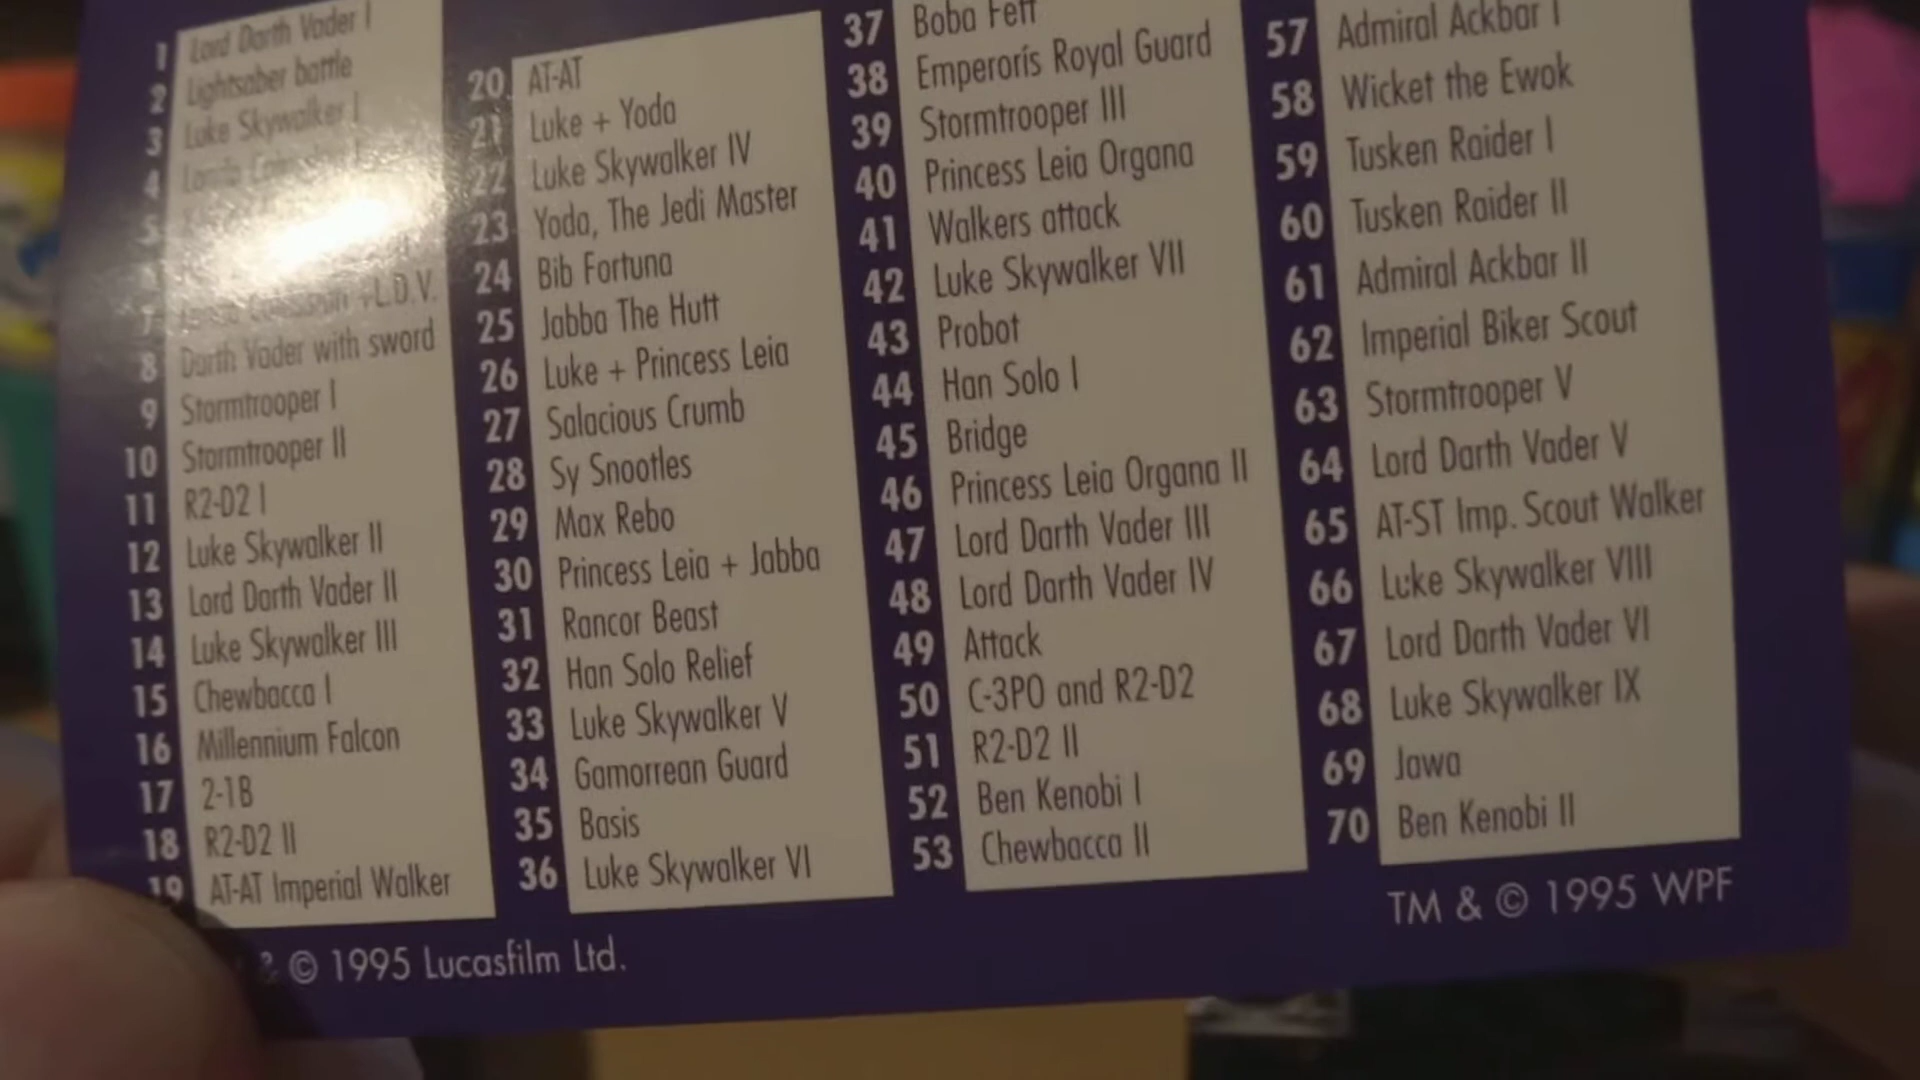 1 Lord Darth Vader I
2 Lightsaber battle
3 Luke Skywalker I
4
5
7 L.D.V.
8 Darth Vader with sword
9 Stormtrooper I
10 Stormtrooper II
11 R2-D2 I
12 Luke Skywalker II
13 Lord Darth Vader II
14 Luke Skywalker III
15 Chewbacca I
16 Millennium Falcon
17 2-1B
18 R2-D2 II
19 AT-AT Imperial Walker
20 AT-AT
21 Luke + Yoda
22 Luke Skywalker IV
23 Yoda, The Jedi Master
24 Bib Fortuna
25 Jabba The Hutt
26 Luke + Princess Leia
27 Salacious Crumb
28 Sy Snootles
29 Max Rebo
30 Princess Leia + Jabba
31 Rancor Beast
32 Han Solo Relief
33 Luke Skywalker V
34 Gamorrean Guard
35 Basis
36 Luke Skywalker VI
37 Boba Fett
38 Emperorís Royal Guard
39 Stormtrooper III
40 Princess Leia Organa
41 Walkers attack
42 Luke Skywalker VII
43 Probot
44 Han Solo I
45 Bridge
46 Princess Leia Organa II
47 Lord Darth Vader III
48 Lord Darth Vader IV
49 Attack
50 C-3PO and R2-D2
51 R2-D2 II
52 Ben Kenobi I
53 Chewbacca II
57 Admiral Ackbar I
58 Wicket the Ewok
59 Tusken Raider I
60 Tusken Raider II
61 Admiral Ackbar II
62 Imperial Biker Scout
63 Stormtrooper V
64 Lord Darth Vader V
65 AT-ST Imp. Scout Walker
66 Luke Skywalker VIII
67 Lord Darth Vader VI
68 Luke Skywalker IX
69 Jawa
70 Ben Kenobi II
& © 1995 Lucasfilm Ltd.
TM & © 1995 WPF